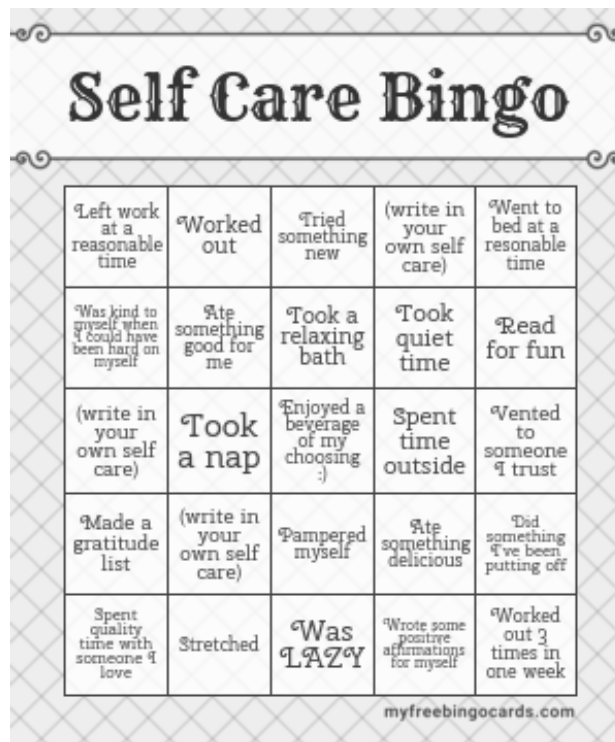 Self Care Bingo
Left work
at a
reasonable
time
Worked
out
Tried
something
new
(write in
your
own self
care)
Went to
bed at a
resonable
time
Was kind to
myself when
I could have
been hard on
myself
Ate
something
good for
me
Took a
relaxing
bath
Took
quiet
time
Read
for fun
(write in
your
own self
care)
Took
a nap
Enjoyed a
beverage
of my
choosing
:)
Spent
time
outside
Vented
to
someone
I trust
Made a
gratitude
list
(write in
your
own self
care)
Pampered
myself
Ate
something
delicious
Did
something
I've been
putting off
Spent
quality
time with
someone I
love
Stretched
Was
LAZY
Wrote some
positive
affirmations
for myself
Worked
out 3
times in
one week
myfreebingocards.com